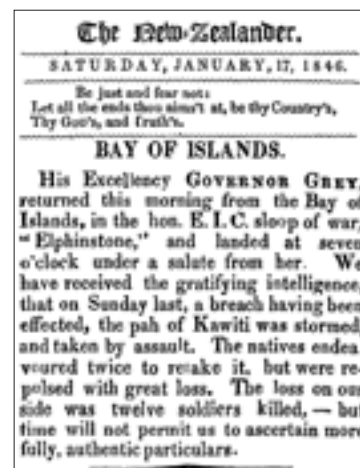 The New-Zealander.
SATURDAY, JANUARY, 17, 1846.
Be just and fear not:
Let all the ends thou aim'st at, be thy Country's,
Thy God's, and Truth's.
BAY OF ISLANDS.
His Excellency GOVERNOR GREY,
returned this morning from the Bay of
Islands, in the hon. E. I. C. sloop of war,
"Elphinstone," and landed at seven
o'clock under a salute from her. We
have received the gratifying intelligence,
that on Sunday last, a breach having been
effected, the pah of Kawiti was stormed
and taken by assault. The natives endea
voured twice to retake it, but were re-
pulsed with great loss. The loss on our
side was twelve soldiers killed, — but
time will not permit us to ascertain more
fully, authentic particulars.